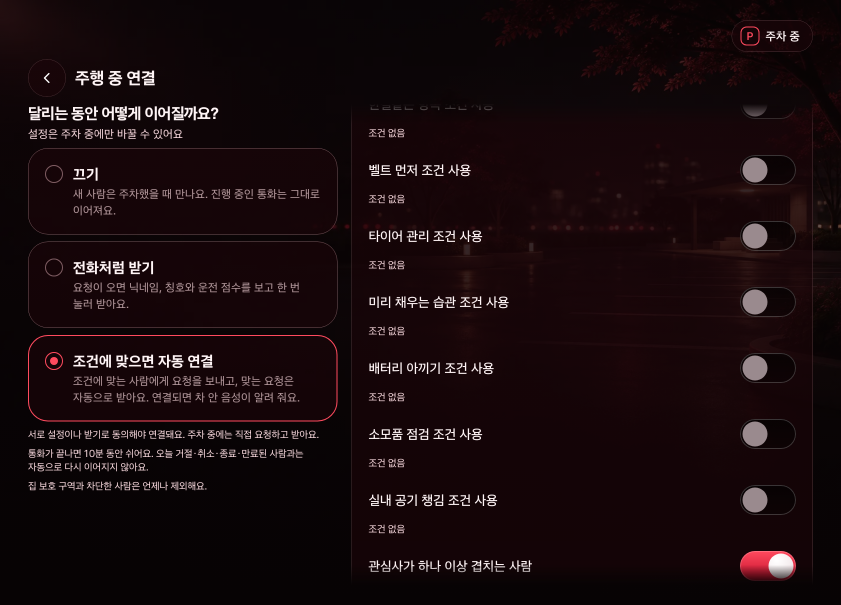 P 주차 중
주행 중 연결
달리는 동안 어떻게 이어질까요?
설정은 주차 중에만 바꿀 수 있어요
끄기
새 사람은 주차했을 때 만나요. 진행 중인 통화는 그대로
이어져요.
전화처럼 받기
요청이 오면 닉네임, 칭호와 운전 점수를 보고 한 번
눌러 받아요.
조건에 맞으면 자동 연결
조건에 맞는 사람에게 요청을 보내고, 맞는 요청은
자동으로 받아요. 연결되면 차 안 음성이 알려 줘요.
서로 설정이나 받기로 동의해야 연결돼요. 주차 중에는 직접 요청하고 받아요.
통화가 끝나면 10분 동안 쉬어요. 오늘 거절·취소·종료·만료된 사람과는
자동으로 다시 이어지지 않아요.
집 보호 구역과 차단한 사람은 언제나 제외해요.
조건 사용
조건 없음
벨트 먼저 조건 사용
조건 없음
타이어 관리 조건 사용
조건 없음
미리 채우는 습관 조건 사용
조건 없음
배터리 아끼기 조건 사용
조건 없음
소모품 점검 조건 사용
조건 없음
실내 공기 챙김 조건 사용
조건 없음
관심사가 하나 이상 겹치는 사람